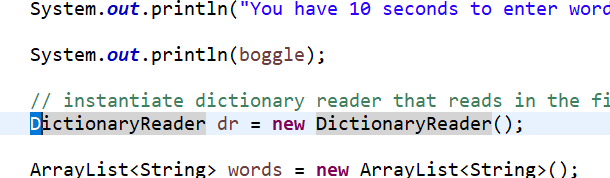 System.out.println("You have 10 seconds to enter word
System.out.println(boggle);
// instantiate dictionary reader that reads in the fi
DictionaryReader dr = new DictionaryReader();
ArrayList<String> words = new ArrayList<String>();